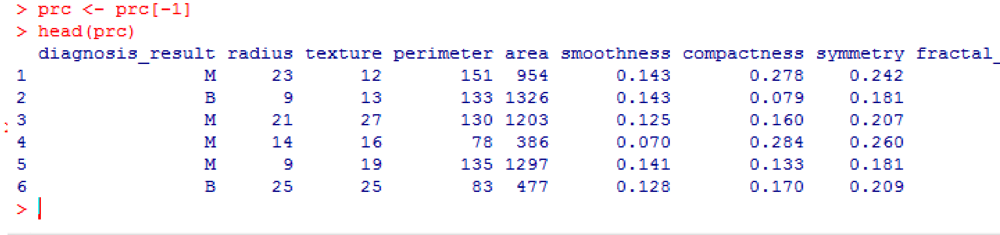 > prc <- prc[-1]
> head(prc)
diagnosis_result radius texture perimeter area smoothness compactness symmetry fractal_
1 M 23 12 151 954 0.143 0.278 0.242
2 B 9 13 133 1326 0.143 0.079 0.181
3 M 21 27 130 1203 0.125 0.160 0.207
4 M 14 16 78 386 0.070 0.284 0.260
5 M 9 19 135 1297 0.141 0.133 0.181
6 B 25 25 83 477 0.128 0.170 0.209
>